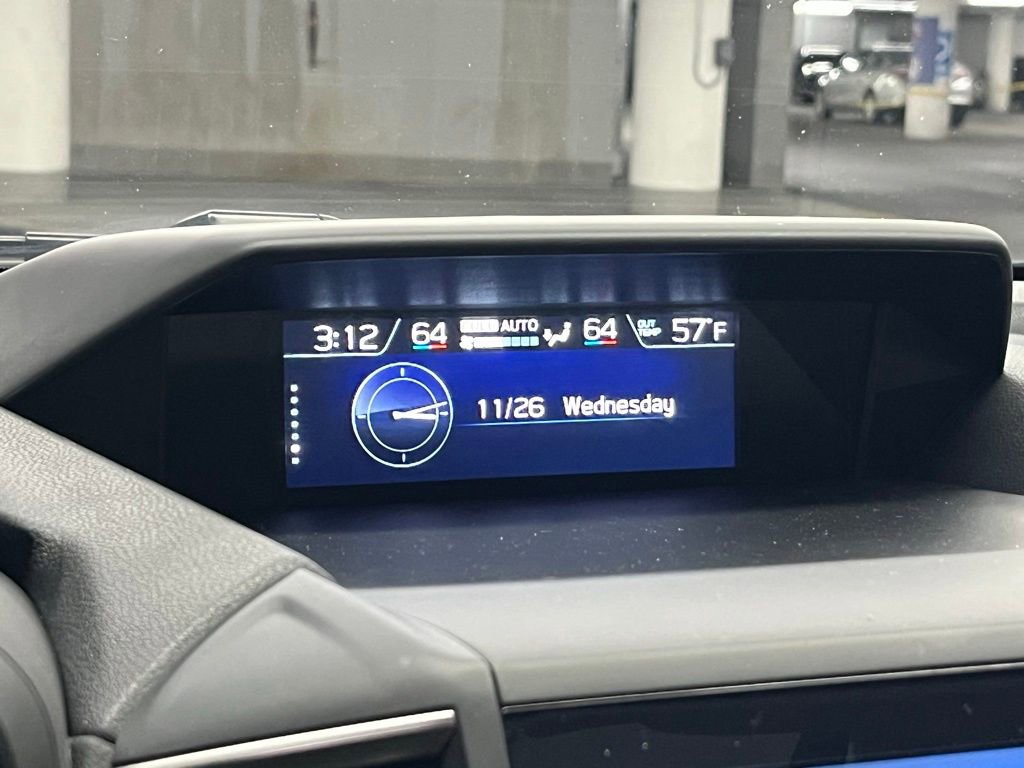 3:12 64 AUTO 64 OUT TEMP 57°F
11/26 Wednesday